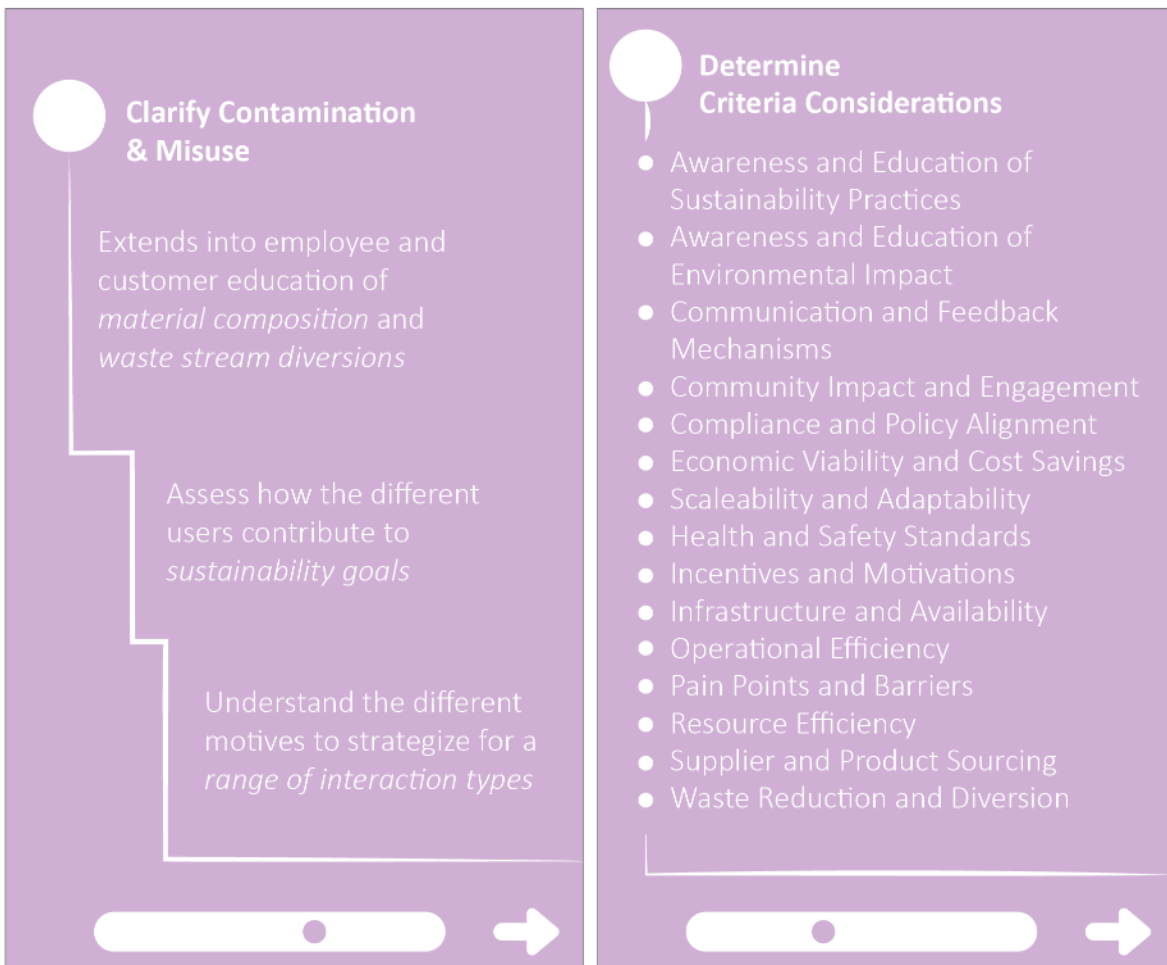 Clarify Contamination
& Misuse
Extends into employee and
customer education of
material composition and
waste stream diversions
Assess how the different
users contribute to
sustainability goals
Understand the different
motives to strategize for a
range of interaction types
Determine
Criteria Considerations
Awareness and Education of
Sustainability Practices
Awareness and Education of
Environmental Impact
Communication and Feedback
Mechanisms
Community Impact and Engagement
Compliance and Policy Alignment
Economic Viability and Cost Savings
Scaleability and Adaptability
Health and Safety Standards
Incentives and Motivations
Infrastructure and Availability
Operational Efficiency
Pain Points and Barriers
Resource Efficiency
Supplier and Product Sourcing
Waste Reduction and Diversion